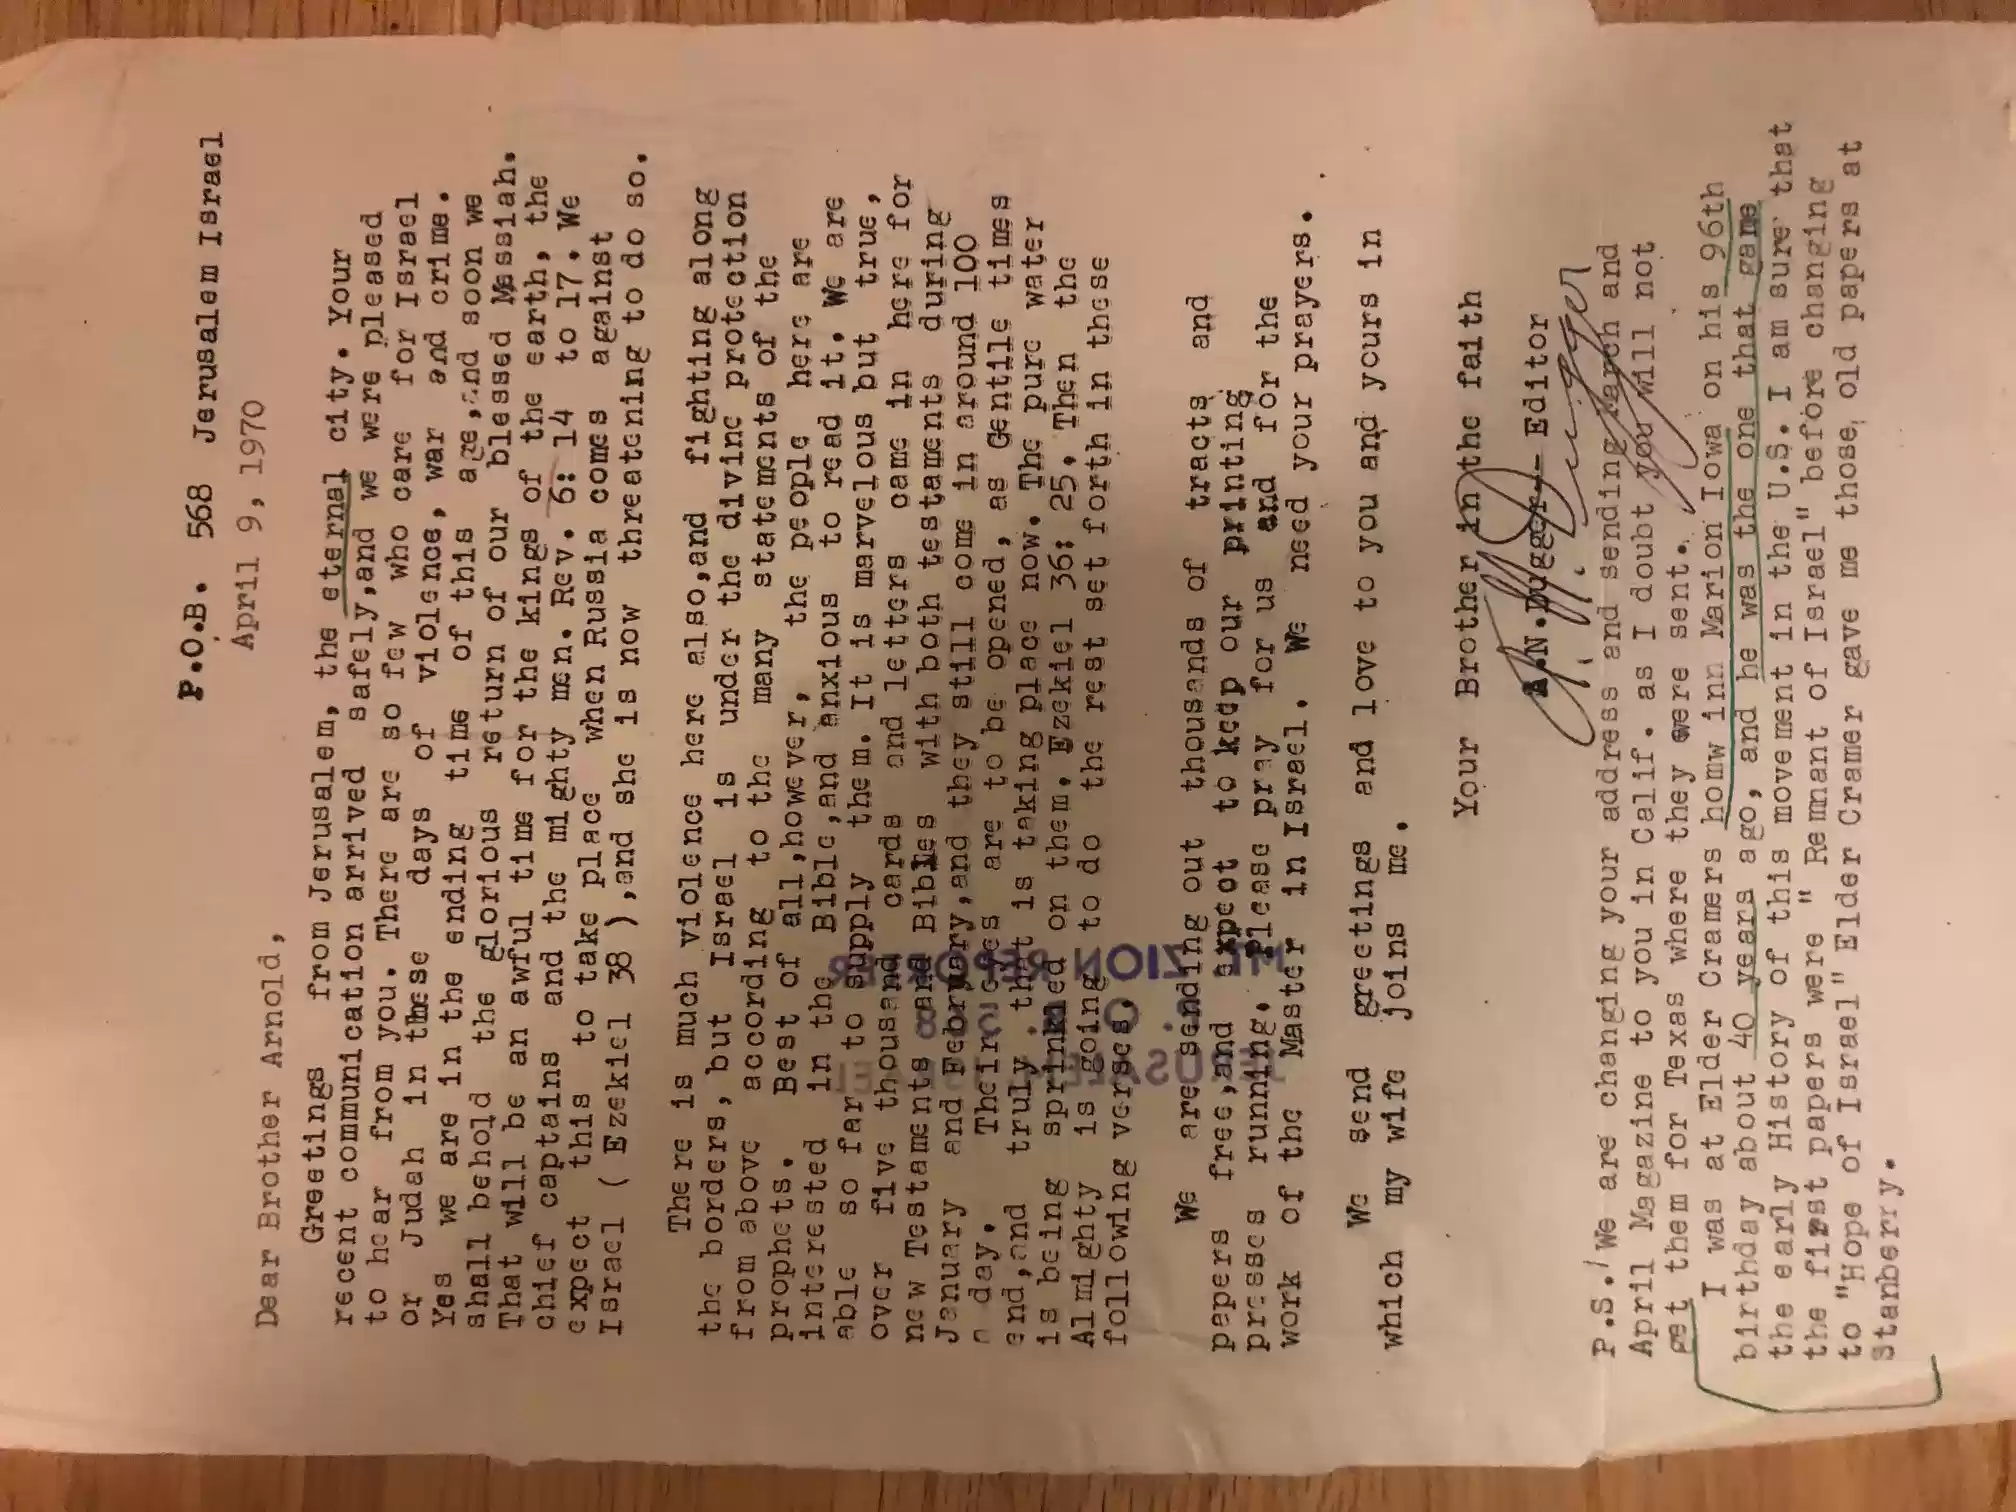 P.O.B. 568 Jerusalem Israel
April 9, 1970
Dear Brother Arnold,
Greetings from Jerusalem, the eternal city. Your
recent communication arrived safely,and we were pleased
to hear from you. There are so few who care for Israel
or Judah in these days of violence, war and crime.
Yes we are in the ending time of this age,and soon we
shall behold the glorious return of our blessed Messiah.
That will be an awful time for the kings of the earth, the
chief captains and the mighty men. Rev. 6: 14 to 17. We
expect this to take place when Russia comes against
Israel ( Ezekiel 38 ),and she is now threatening to do so.
There is much violence here also,and fighting along
the borders, but Israel is under the divine protection
from above according to the many statements of the
prophets. Best of all,however, the people here are
interested in the Bible,and anxious to read it. We are
able so far to supply them. It is marvelous but true,
over five thousand cards and letters came in here for
new Testaments and Bibles with both testaments during
January and February,and they still come in around 100
a day. Their eyes are to be opened, as Gentile times
end,and truly that is taking place now. The pure water
is being sprinkled on them. Ezekiel 36: 25. Then the
Almighty is going to do the rest set forth in these
following verses.
We are sending out thousands of tracts and
papers free,and expect to keep our printing
presses running. Please pray for us and for the
work of the Master in Israel. We need your prayers.
We send greetings and love to you and yours in
which my wife joins me.
Your Brother in the faith
A.N.Dugger-- Editor
A. N. Dugger
P.S./ We are changing your address and sending March and
April Magazine to you in Calif. as I doubt you will not
get them for Texas where they were sent.
I was at Elder Cramers homw inn Marion Iowa on his 96th
birthday about 40 years ago, and he was the one that game
the early History of this movement in the U.S. I am sure that
the first papers were " Remnant of Israel" before changing
to "Hope of Israel" Elder Cramer gave me those, old papers at
Stanberry.
MT. ZION REPORTER
P. O. B. 568
JERUSALEM, ISRAEL